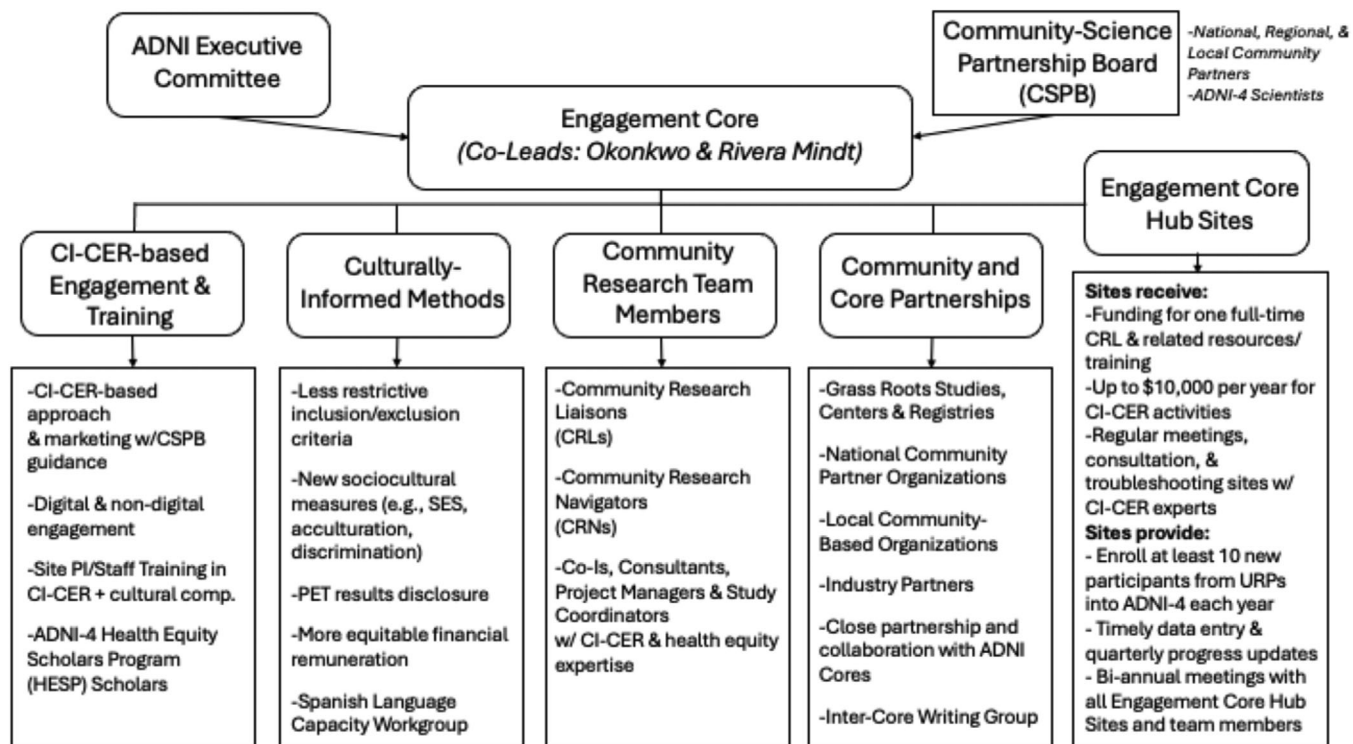 ADNI Executive
Committee
Community-Science
Partnership Board
(CSPB)
-National, Regional, &
Local Community
Partners
-ADNI-4 Scientists
Engagement Core
(Co-Leads: Okonkwo & Rivera Mindt)
CI-CER-based
Engagement &
Training
-CI-CER-based
approach
& marketing w/CSPB
guidance
-Digital & non-digital
engagement
-Site PI/Staff Training in
CI-CER + cultural comp.
-ADNI-4 Health Equity
Scholars Program
(HESP) Scholars
Culturally-
Informed Methods
-Less restrictive
inclusion/exclusion
criteria
-New sociocultural
measures (e.g., SES,
acculturation,
discrimination)
-PET results disclosure
-More equitable financial
remuneration
-Spanish Language
Capacity Workgroup
Community
Research Team
Members
-Community Research
Liaisons
(CRLs)
-Community Research
Navigators
(CRNs)
-Co-Is, Consultants,
Project Managers & Study
Coordinators
w/ CI-CER & health equity
expertise
Community and
Core Partnerships
-Grass Roots Studies,
Centers & Registries
-National Community
Partner Organizations
-Local Community-
Based Organizations
-Industry Partners
-Close partnership and
collaboration with ADNI
Cores
-Inter-Core Writing Group
Engagement Core
Hub Sites
Sites receive:
-Funding for one full-time
CRL & related resources/
training
-Up to $10,000 per year for
CI-CER activities
-Regular meetings,
consultation, &
troubleshooting sites w/
CI-CER experts
Sites provide:
- Enroll at least 10 new
participants from URPs
into ADNI-4 each year
- Timely data entry &
quarterly progress updates
- Bi-annual meetings with
all Engagement Core Hub
Sites and team members